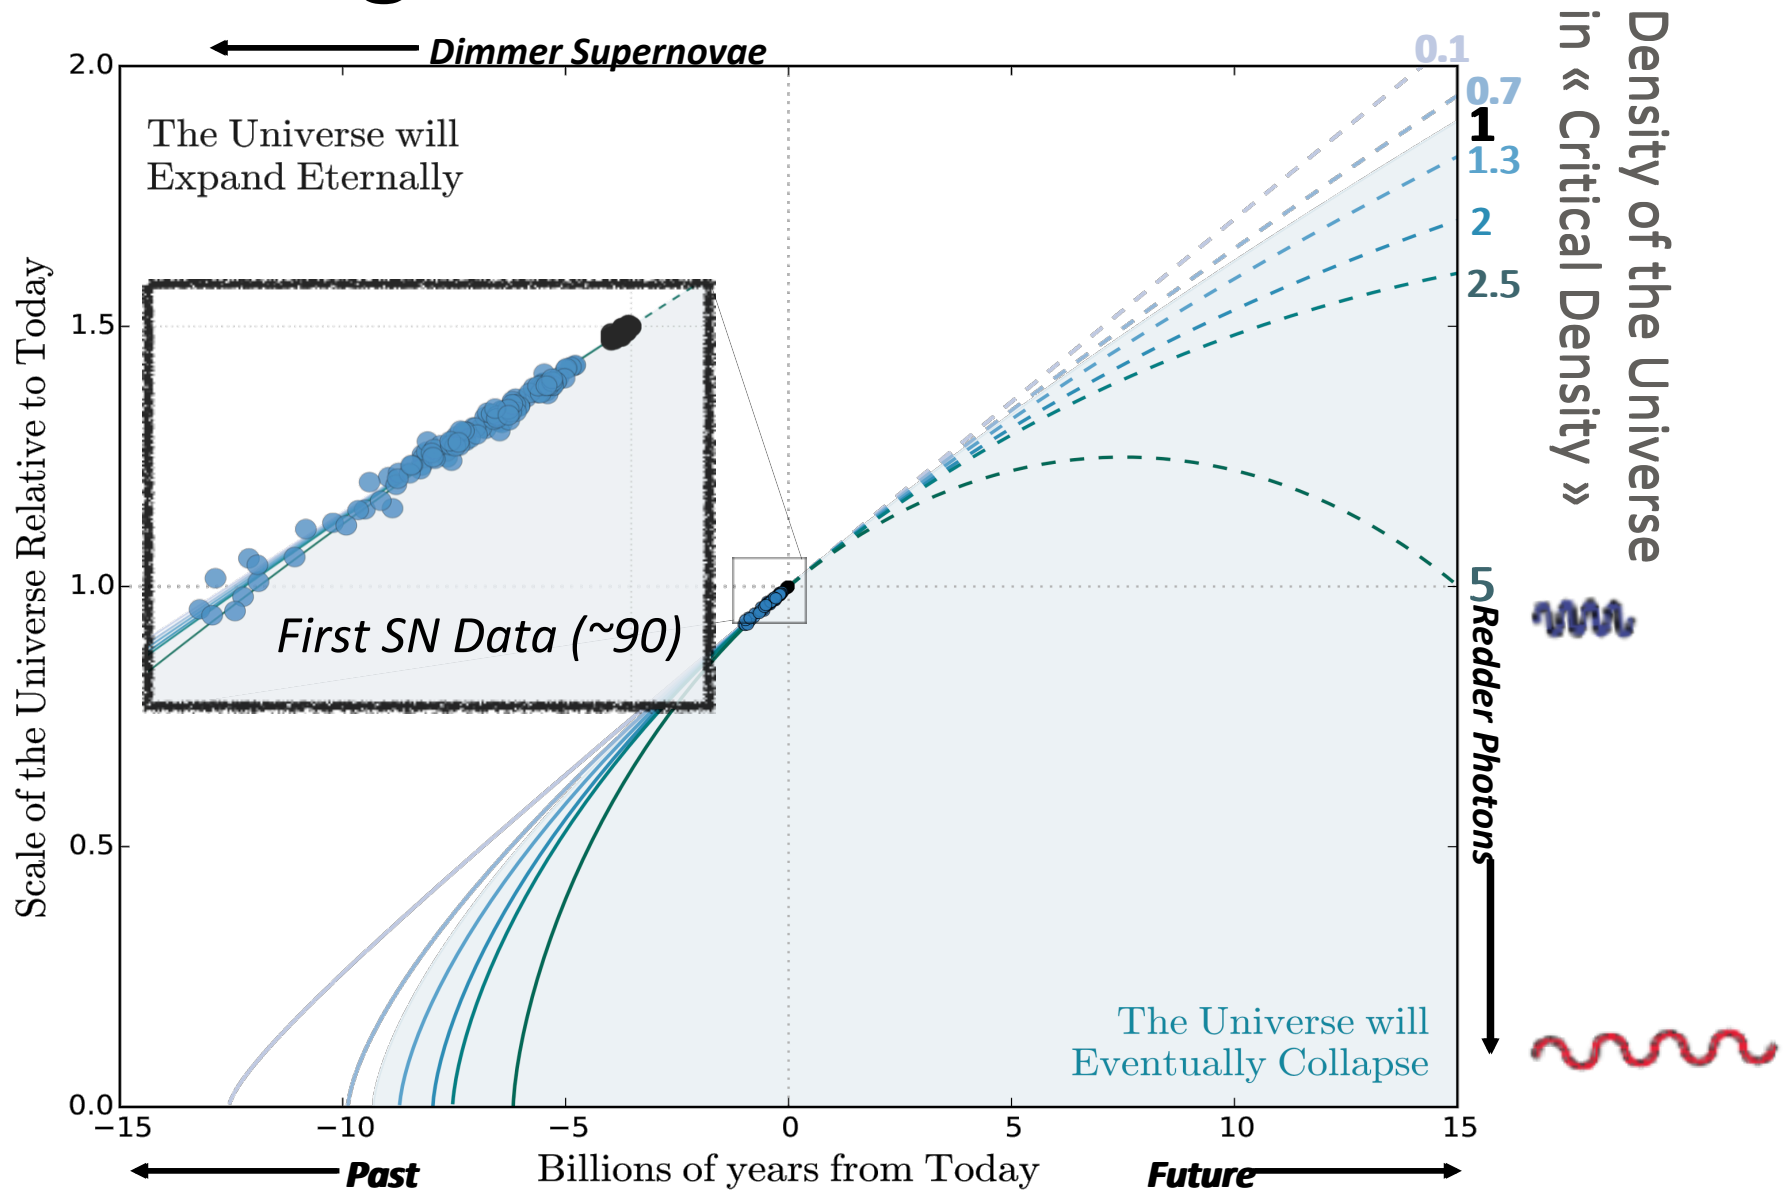 Dimmer Supernovae
2.0
1.5
1.0
0.5
0.0
Scale of the Universe Relative to Today
The Universe will
Expand Eternally
First SN Data (~90)
0.1
0.7
1
1.3
2
2.5
5
Density of the Universe
in « Critical Density »
Redder Photons
The Universe will
Eventually Collapse
−15 −10 −5 0 5 10 15
Past
Billions of years from Today
Future